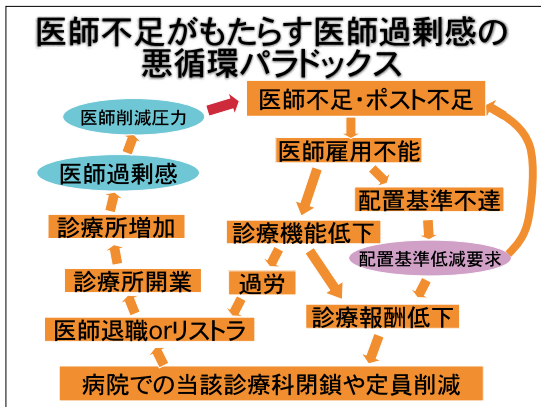 医師不足がもたらす医師過剰感の
悪循環パラドックス
医師削減圧力
医師不足・ポスト不足
医師過剰感
医師雇用不能
配置基準不達
診療所増加
診療機能低下
配置基準低減要求
診療所開業
過労
医師退職orリストラ
診療報酬低下
病院での当該診療科閉鎖や定員削減